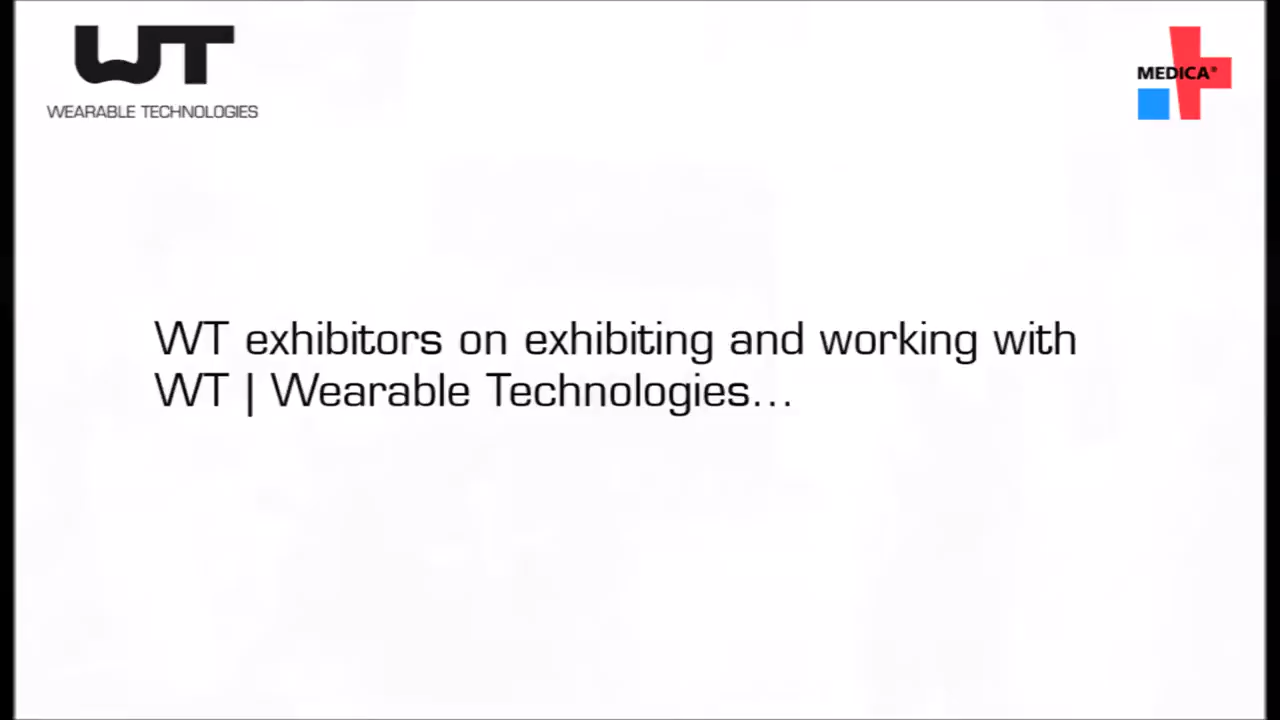 WT
WEARABLE TECHNOLOGIES
MEDICA®
WT exhibitors on exhibiting and working with
WT | Wearable Technologies...